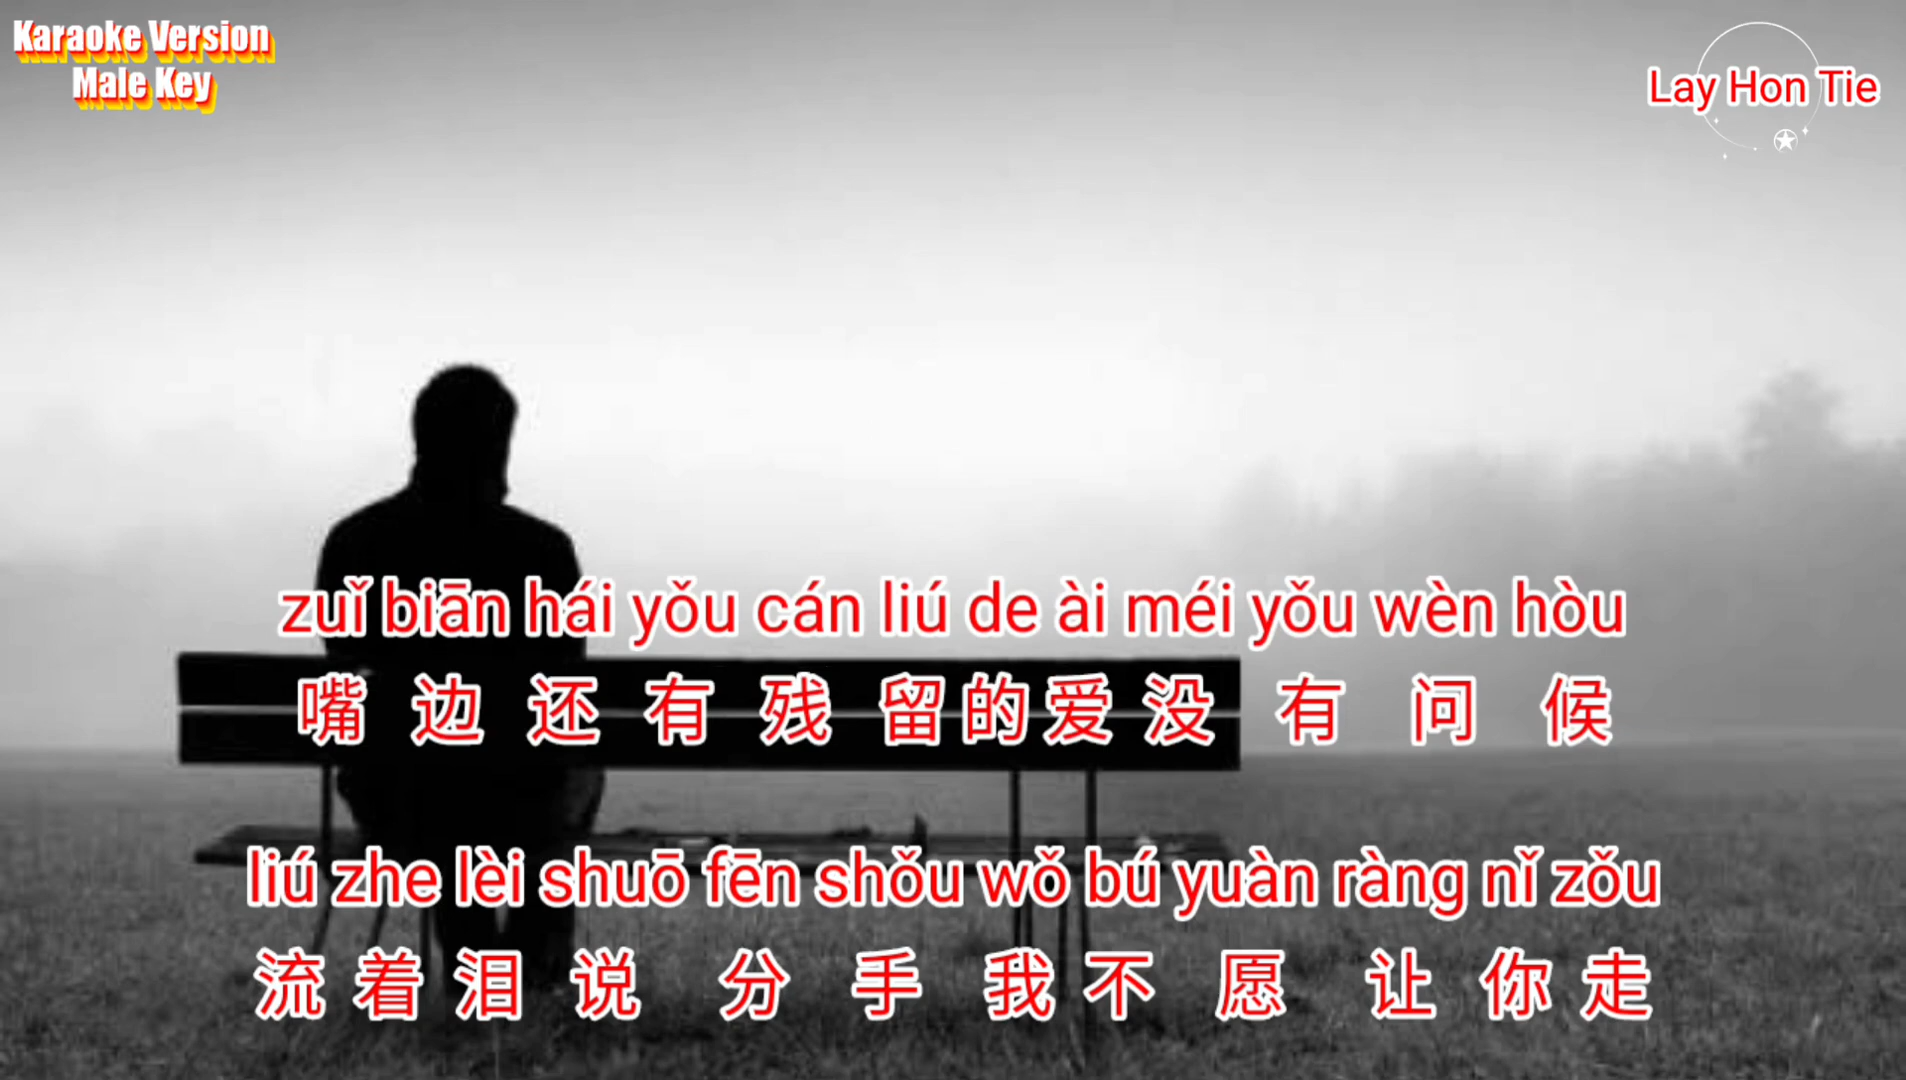 Karaoke Version
Male Key
Lay Hon Tie
zuǐ biān hái yǒu cán liú de ài méi yǒu wèn hòu
嘴 边 还 有 残 留 的 爱 没 有 问 候
liú zhe lèi shuō fēn shǒu wǒ bú yuàn ràng nǐ zǒu
流 着 泪 说 分 手 我 不 愿 让 你 走